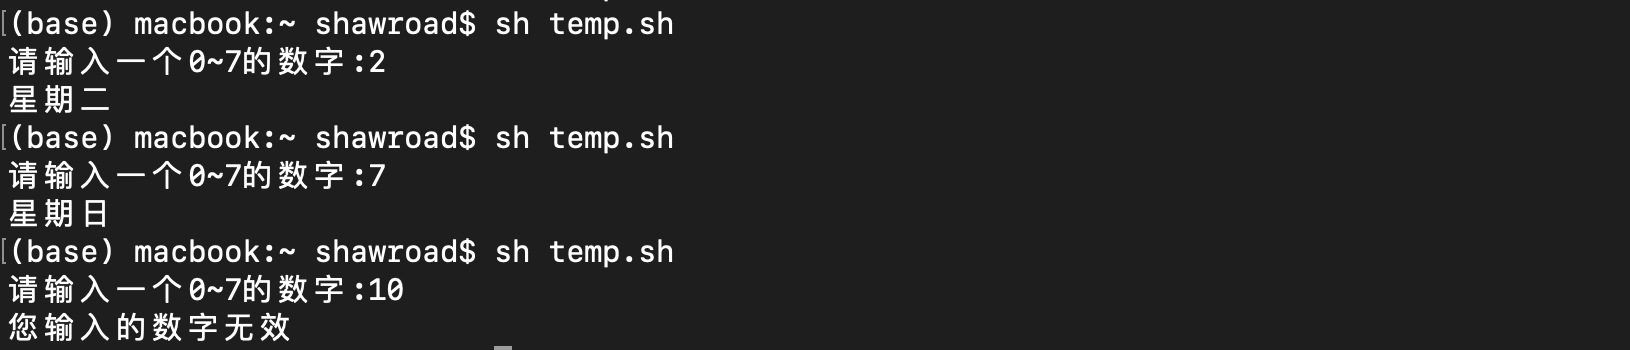 (base) macbook:~ shawroad$ sh temp.sh
请输入一个0~7的数字:2
星期二
(base) macbook:~ shawroad$ sh temp.sh
请输入一个0~7的数字:7
星期日
(base) macbook:~ shawroad$ sh temp.sh
请输入一个0~7的数字:10
您输入的数字无效